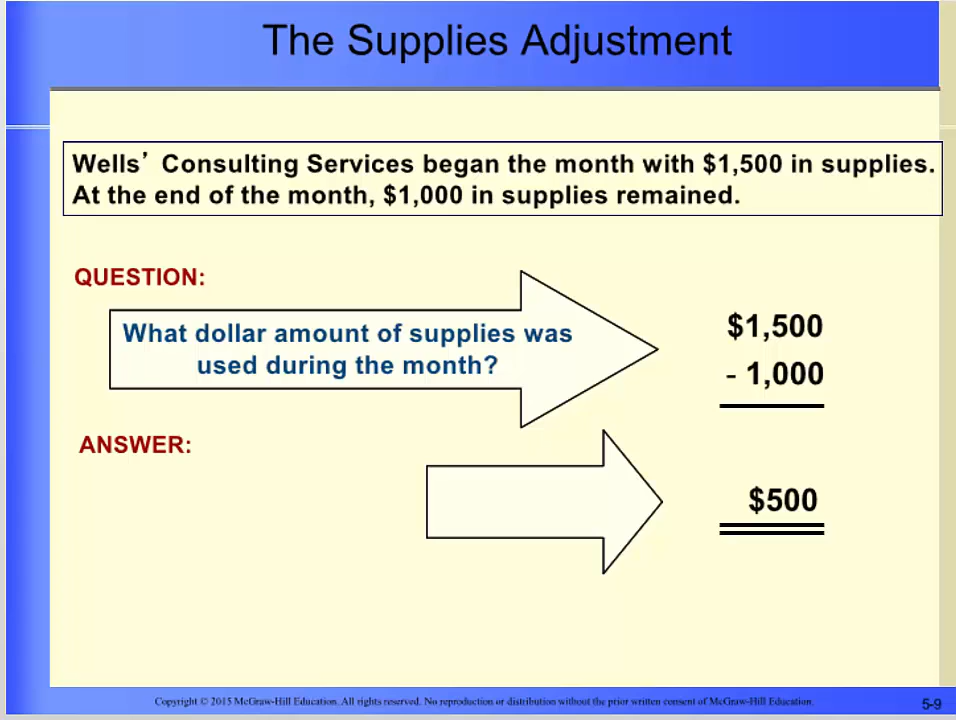 The Supplies Adjustment
Wells’ Consulting Services began the month with $1,500 in supplies.
At the end of the month, $1,000 in supplies remained.
QUESTION:
What dollar amount of supplies was
used during the month?
$1,500
- 1,000
ANSWER:
$500
Copyright © 2015 McGraw-Hill Education. All rights reserved. No reproduction or distribution without the prior written consent of McGraw-Hill Education.
5-9